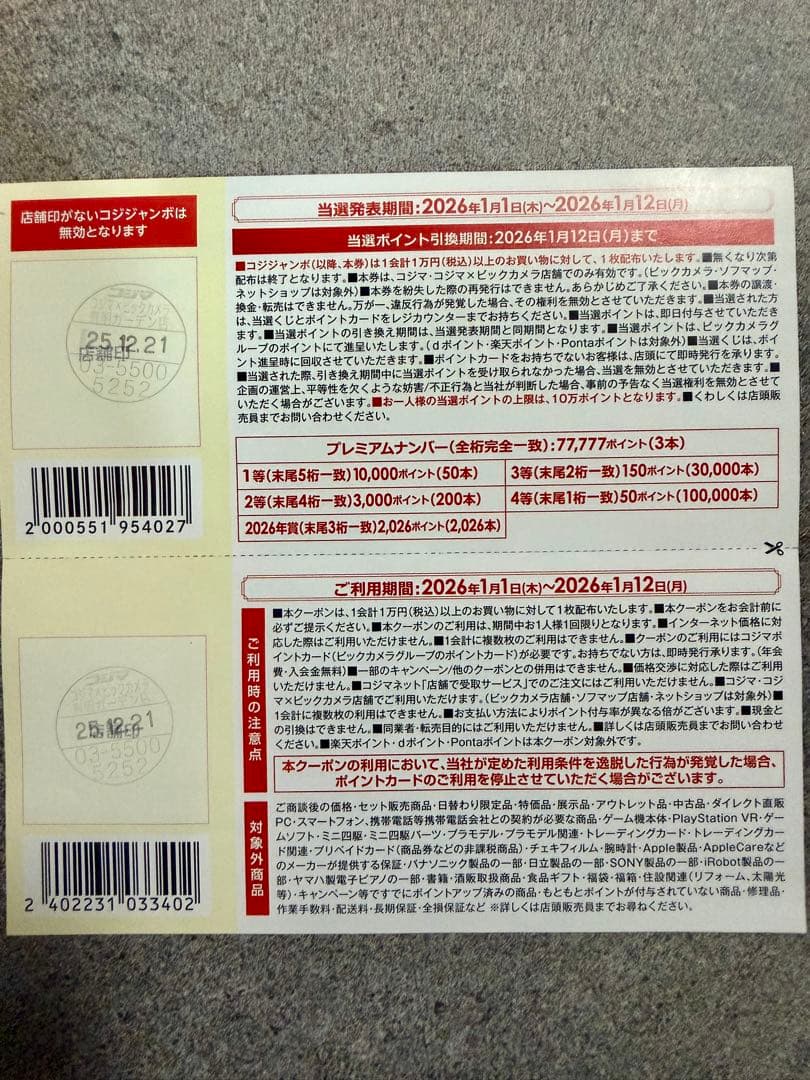 店舗印がないコジジャンボは
無効となります
コジマ
25.12.21
店舗印
03-5500
5252
2 000551 954027
当選発表期間:2026年1月1日(木)〜2026年1月12日(月)
当選ポイント引換期間:2026年1月12日(月)まで
■コジジャンボ(以降、本券)は1会計1万円(税込)以上のお買い物に対して、1枚配布いたします。■無くなり次第
配布は終了となります。■本券は、コジマ・コジマ×ビックカメラ店舗でのみ有効です。(ビックカメラ・ソフマップ・
ネットショップは対象外)■本券を紛失した際の再発行はできません。あらかじめご了承ください。■本券の譲渡・
換金・転売はできません。万が一、違反行為が発覚した場合、その権利を無効とさせていただきます。■当選された方
は、当選くじとポイントカードをレジカウンターまでお持ちください。■当選ポイントは、即日付与させていただきま
す。■当選ポイントの引き換え期間は、当選発表期間と同期間となります。■当選ポイントは、ビックカメラグ
ループのポイントにて進呈いたします。(dポイント・楽天ポイント・Pontaポイントは対象外)■当選くじは、ポイ
ント進呈時に回収させていただきます。■ポイントカードをお持ちでないお客様は、店頭にて即時発行を承ります。
■当選された際、引き換え期間中に当選ポイントを受け取られなかった場合、当選を無効とさせていただきます。■
企画の運営上、平等性を欠くような妨害/不正行為と当社が判断した場合、事前の予告なく当選権利を無効とさせて
いただく場合がございます。■お一人様の当選ポイントの上限は、10万ポイントとなります。■くわしくは店頭販
売員までお問い合わせください。
プレミアムナンバー(全桁完全一致):77,777ポイント(3本)
1等(末尾5桁一致)10,000ポイント(50本)
3等(末尾2桁一致)150ポイント(30,000本)
2等(末尾4桁一致)3,000ポイント(200本)
4等(末尾1桁一致)50ポイント(100,000本)
2026年賞(末尾3桁一致)2,026ポイント(2,026本)
コジマ
25.12.21
店舗印
03-5500
5252
2 402231 033402
ご利用期間:2026年1月1日(木)〜2026年1月12日(月)
ご利用時の注意点
■本クーポンは、1会計1万円(税込)以上のお買い物に対して1枚配布いたします。■本クーポンをお会計前に
必ずご提示ください。■本クーポンのご利用は、期間中お1人様1回限りとなります。■インターネット価格に対
応した際はご利用いただけません。■1会計に複数枚のご利用はできません。■クーポンのご利用にはコジマポ
イントカード(ビックカメラグループのポイントカード)が必要です。お持ちでない方は、即時発行承ります。(年会
費・入会金無料)■一部のキャンペーン/他のクーポンとの併用はできません。■価格交渉に対応した際はご利用
いただけません。■コジマネット「店舗で受取サービス」でのご注文にはご利用いただけません。■コジマ・コジ
マ×ビックカメラ店舗でご利用いただけます。(ビックカメラ店舗・ソフマップ店舗・ネットショップは対象外)■
1会計に複数枚の利用はできません。■お支払い方法によりポイント付与率が異なる場合がございます。■現金と
の引換はできません。■同業者・転売目的にはご利用いただけません。■詳しくは店頭販売員までお問い合わせ
ください。■楽天ポイント・dポイント・Pontaポイントは本クーポン対象外です。
本クーポンの利用において、当社が定めた利用条件を逸脱した行為が発覚した場合、
ポイントカードのご利用を停止させていただく場合がございます。
対象外商品
ご商談後の価格・セット販売商品・日替わり限定品・特価品・展示品・アウトレット品・中古品・ダイレクト直販
PC・スマートフォン、携帯電話等携帯電話会社との契約が必要な商品・ゲーム機本体・PlayStation VR・ゲー
ムソフト・ミニ四駆・ミニ四駆パーツ・プラモデル・プラモデル関連・トレーディングカード・トレーディングカー
ド関連・プリペイドカード(商品券などの非課税商品)・チェキフィルム・腕時計・Apple製品・AppleCareなど
のメーカーが提供する保証・パナソニック製品の一部・日立製品の一部・SONY製品の一部・iRobot製品の一
部・ヤマハ製電子ピアノの一部・書籍・酒販取扱商品・食品ギフト・福袋・福箱・住設関連(リフォーム、太陽光
等)・キャンペーン等ですでにポイントアップ済みの商品・もともとポイントが付与されていない商品・修理品・
作業手数料・配送料・長期保証・全損保証など ※詳しくは店頭販売員までお尋ねください。